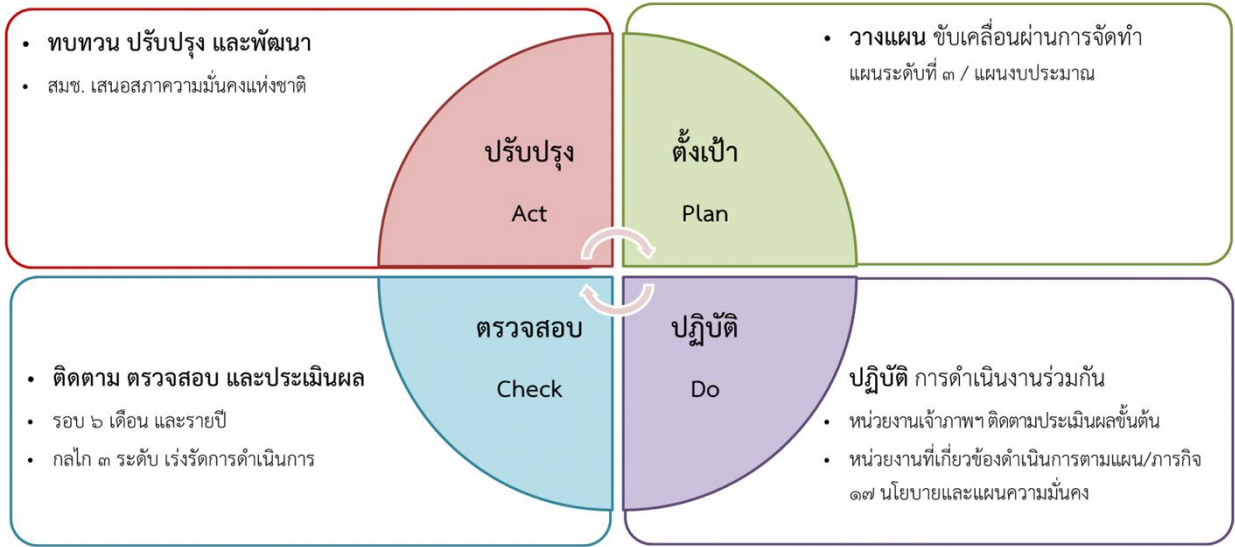 • ทบทวน ปรับปรุง และพัฒนา
• สมช. เสนอสภาความมั่นคงแห่งชาติ
ปรับปรุง
Act
• วางแผน ขับเคลื่อนผ่านการจัดทำ
แผนระดับที่ ๓ / แผนงบประมาณ
ตั้งเป้า
Plan
• ติดตาม ตรวจสอบ และประเมินผล
• รอบ ๖ เดือน และรายปี
• กลไก ๓ ระดับ เร่งรัดการดำเนินการ
ตรวจสอบ
Check
ปฏิบัติ
Do
ปฏิบัติ การดำเนินงานร่วมกัน
• หน่วยงานเจ้าภาพฯ ติดตามประเมินผลขั้นต้น
• หน่วยงานที่เกี่ยวข้องดำเนินการตามแผน/ภารกิจ
๑๗ นโยบายและแผนความมั่นคง